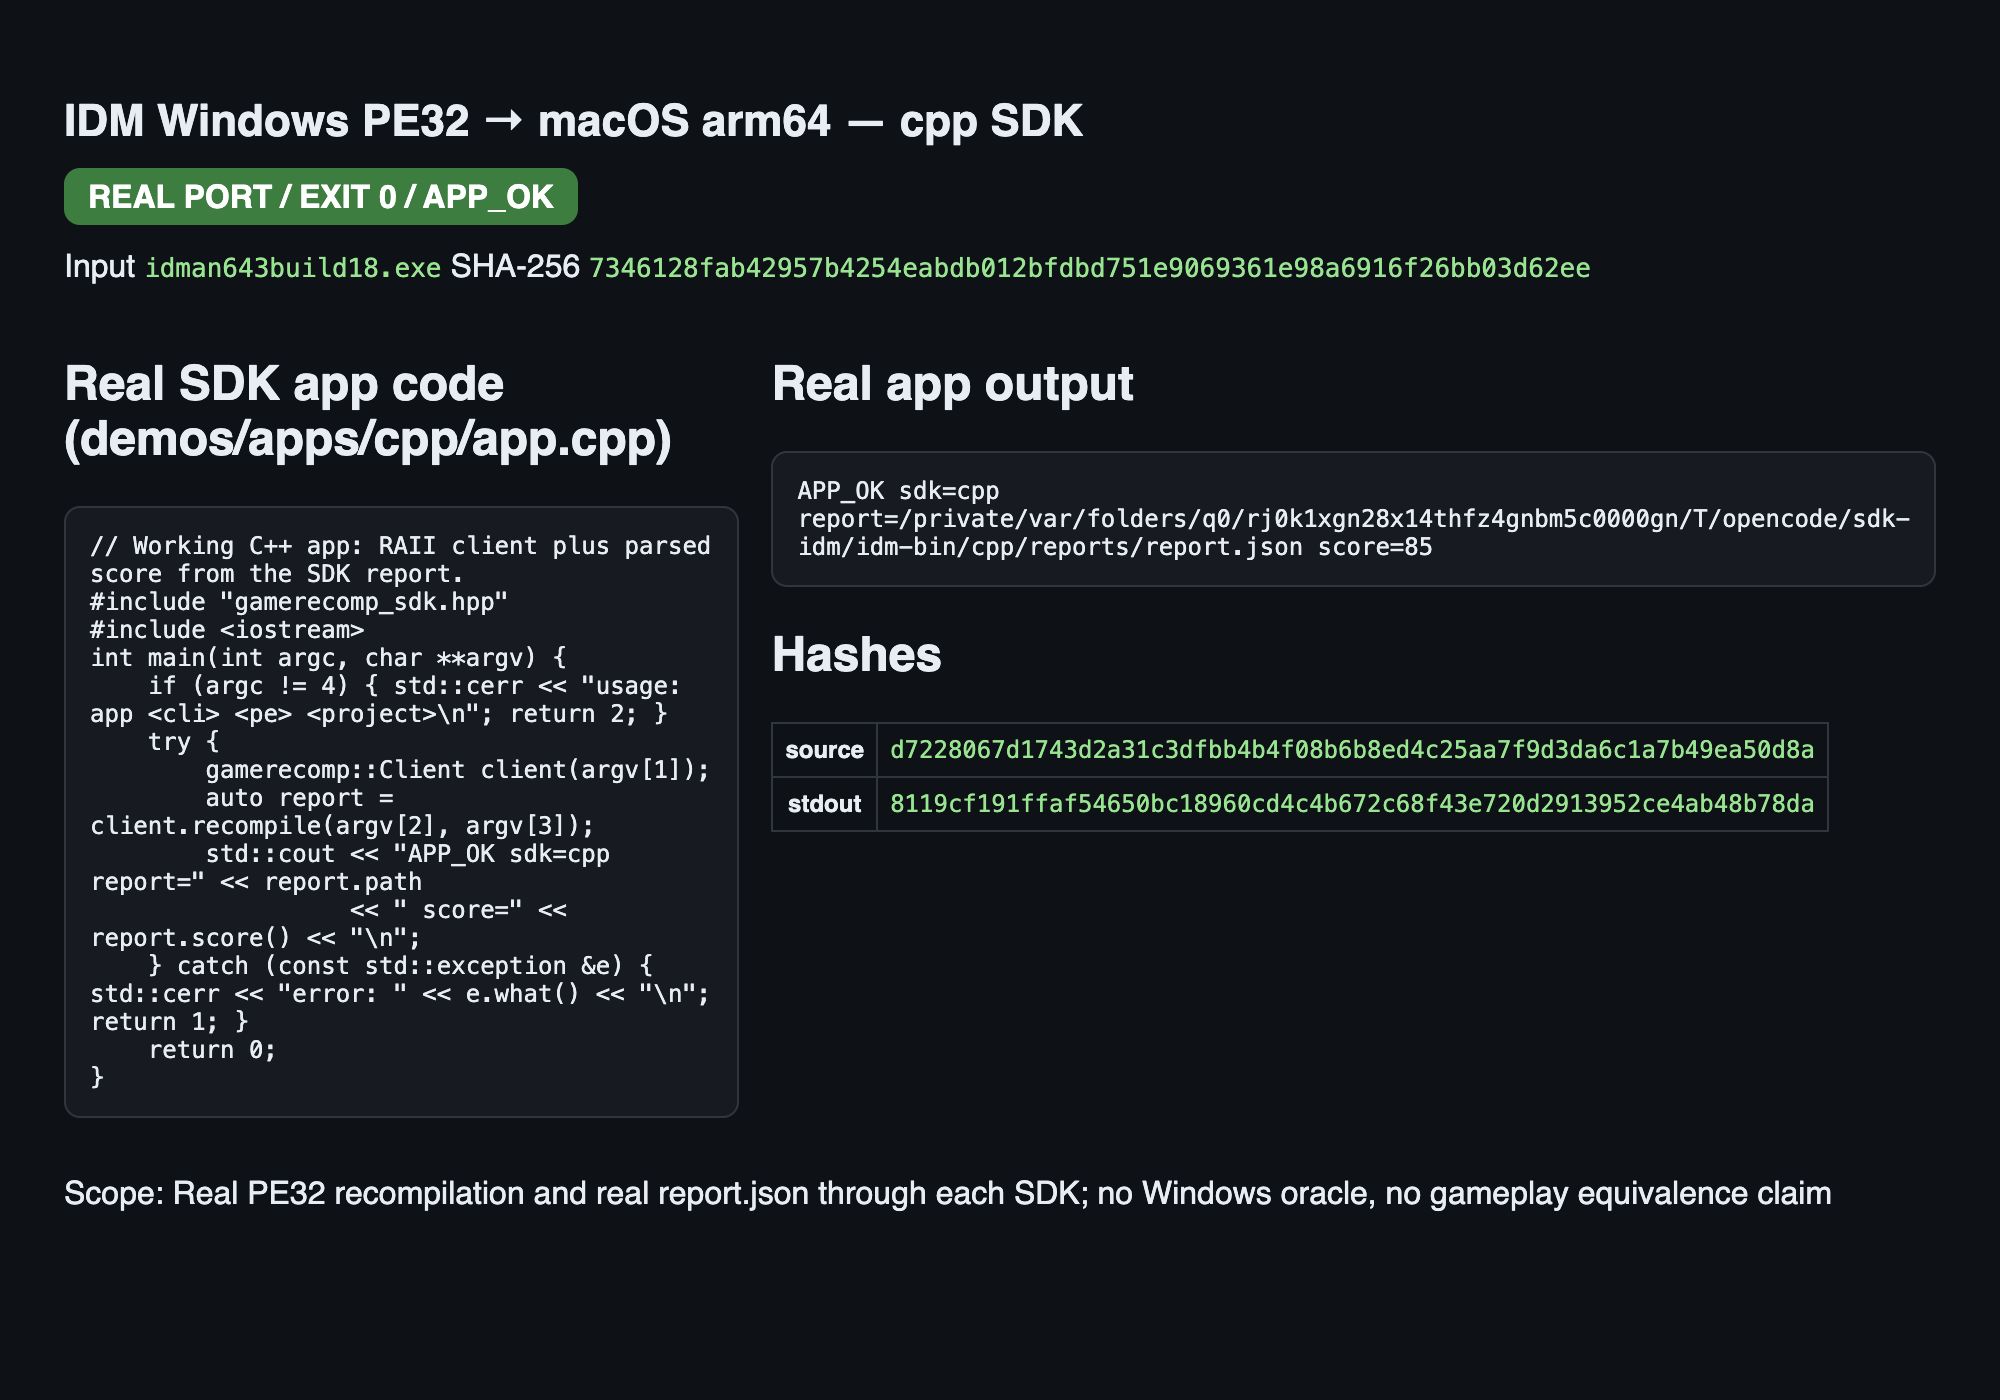 IDM Windows PE32 → macOS arm64 — cpp SDK
REAL PORT / EXIT 0 / APP_OK
Input idman643build18.exe SHA-256 7346128fab42957b4254eabdb012bfdbd751e9069361e98a6916f26bb03d62ee
Real SDK app code
(demos/apps/cpp/app.cpp)
// Working C++ app: RAII client plus parsed
score from the SDK report.
#include "gamerecomp_sdk.hpp"
#include <iostream>
int main(int argc, char **argv) {
    if (argc != 4) { std::cerr << "usage:
app <cli> <pe> <project>\n"; return 2; }
    try {
        gamerecomp::Client client(argv[1]);
        auto report =
client.recompile(argv[2], argv[3]);
        std::cout << "APP_OK sdk=cpp
report=" << report.path
                  << " score=" <<
report.score() << "\n";
    } catch (const std::exception &e) {
std::cerr << "error: " << e.what() << "\n";
return 1; }
    return 0;
}
Real app output
APP_OK sdk=cpp
report=/private/var/folders/q0/rj0k1xgn28x14thfz4gnbm5c0000gn/T/opencode/sdk-
idm/idm-bin/cpp/reports/report.json score=85
Hashes
source d7228067d1743d2a31c3dfbb4b4f08b6b8ed4c25aa7f9d3da6c1a7b49ea50d8a
stdout 8119cf191ffaf54650bc18960cd4c4b672c68f43e720d2913952ce4ab48b78da
Scope: Real PE32 recompilation and real report.json through each SDK; no Windows oracle, no gameplay equivalence claim